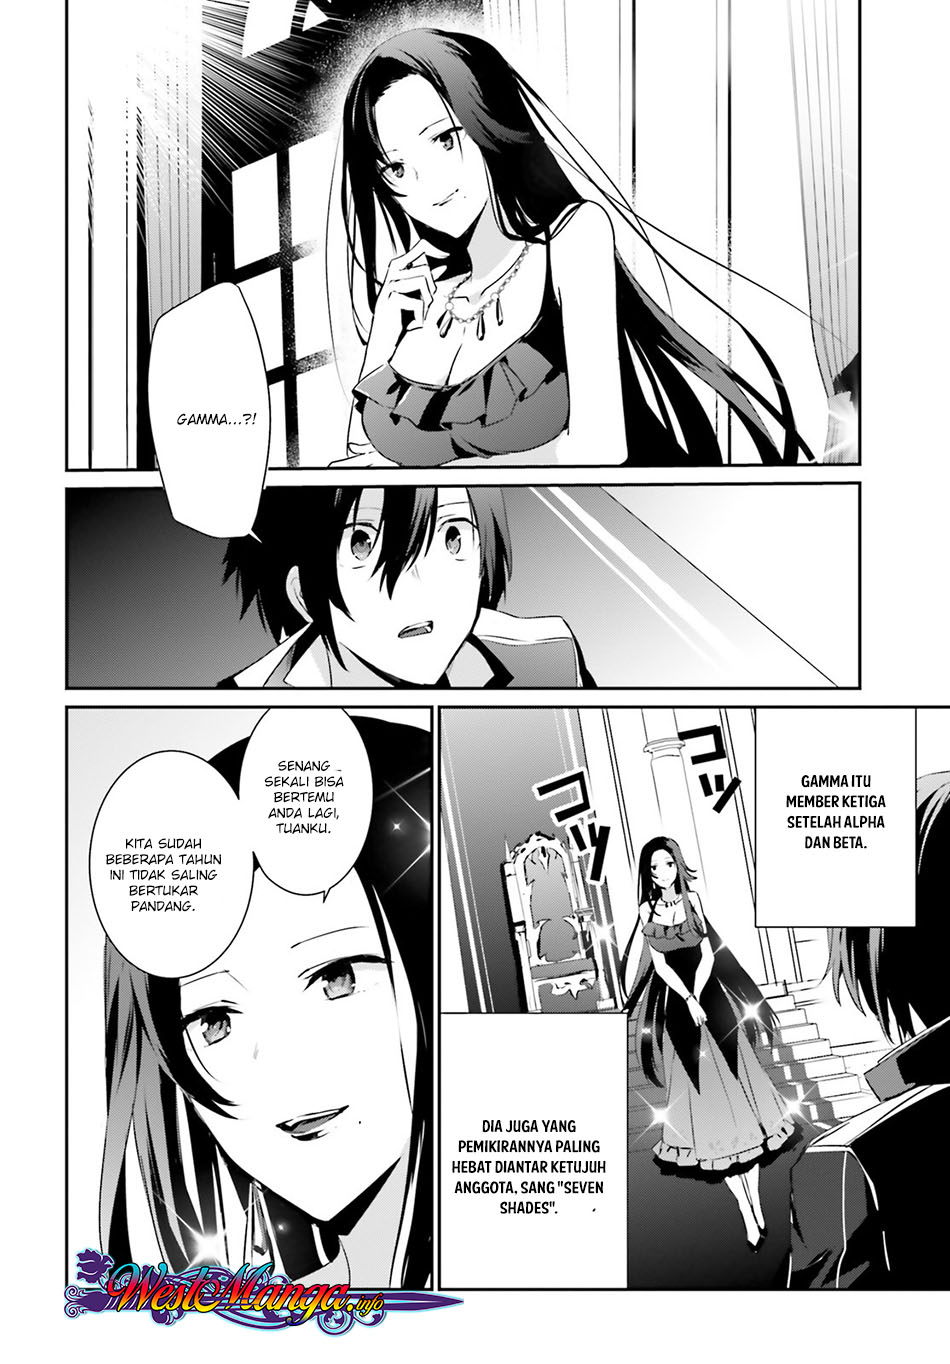 GAMMA...?!
コツ
コツ
GAMMA ITU
MEMBER KETIGA
SETELAH ALPHA
DAN BETA.
DIA JUGA YANG
PEMIKIRANNYA PALING
HEBAT DIANTAR KETUJUH
ANGGOTA, SANG "SEVEN
SHADES".
SENANG
SEKALI BISA
BERTEMU
ANDA LAGI,
TUANKU.
KITA SUDAH
BEBERAPA TAHUN
INI TIDAK SALING
BERTUKAR
PANDANG.
WestManga.info